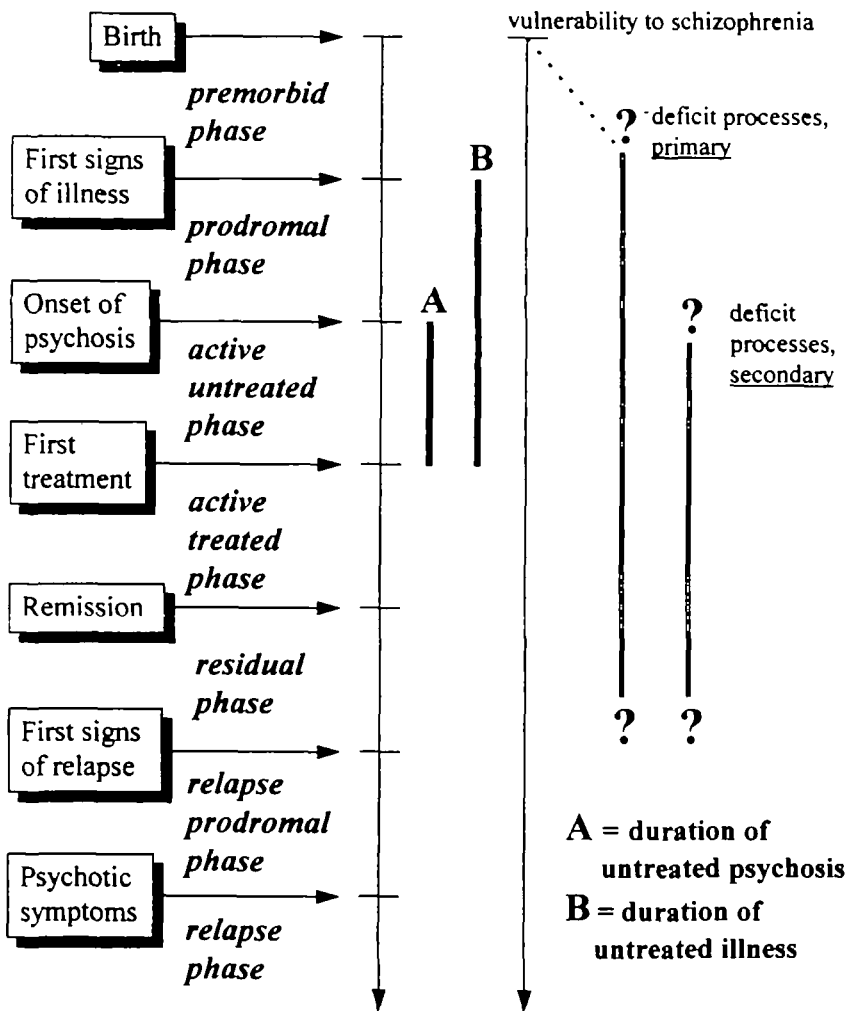 Birth
premorbid
phase
First signs
of illness
prodromal
phase
Onset of
psychosis
active
untreated
phase
First
treatment
active
treated
phase
Remission
residual
phase
First signs
of relapse
relapse
prodromal
phase
Psychotic
symptoms
relapse
phase
A
B
vulnerability to schizophrenia
? deficit processes,
primary
?
? deficit
processes,
secondary
?
A = duration of
untreated psychosis
B = duration of
untreated illness